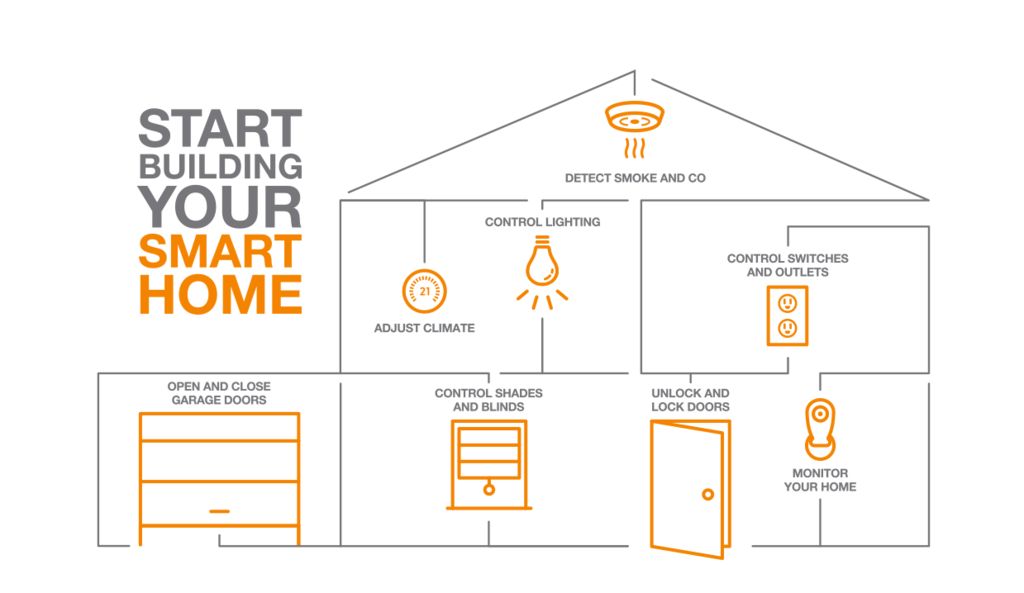 START
BUILDING
YOUR
SMART
HOME
DETECT SMOKE AND CO
CONTROL LIGHTING
CONTROL SWITCHES
AND OUTLETS
21
ADJUST CLIMATE
OPEN AND CLOSE
GARAGE DOORS
CONTROL SHADES
AND BLINDS
UNLOCK AND
LOCK DOORS
MONITOR
YOUR HOME